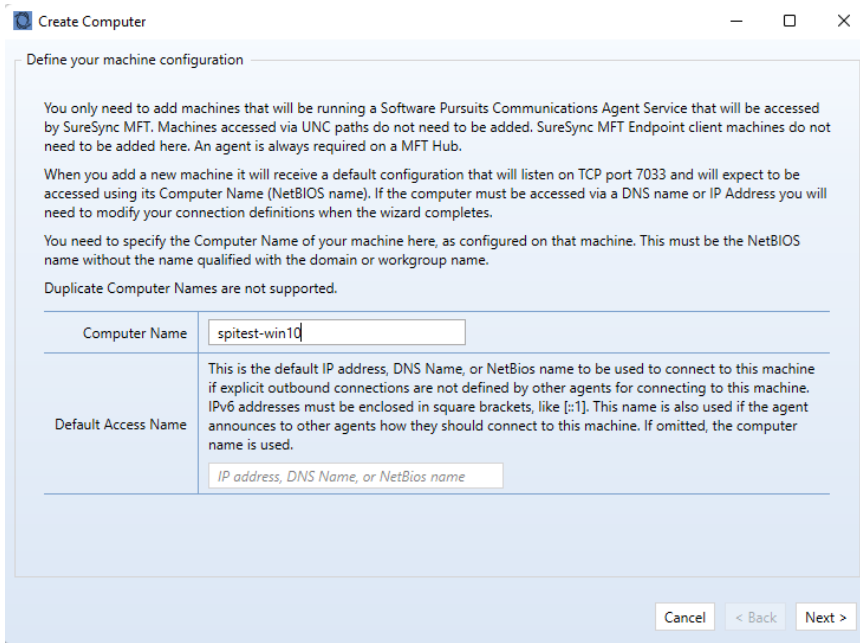 Create Computer
Define your machine configuration
You only need to add machines that will be running a Software Pursuits Communications Agent Service that will be accessed
by SureSync MFT. Machines accessed via UNC paths do not need to be added. SureSync MFT Endpoint client machines do not
need to be added here. An agent is always required on a MFT Hub.
When you add a new machine it will receive a default configuration that will listen on TCP port 7033 and will expect to be
accessed using its Computer Name (NetBIOS name). If the computer must be accessed via a DNS name or IP Address you will
need to modify your connection definitions when the wizard completes.
You need to specify the Computer Name of your machine here, as configured on that machine. This must be the NetBIOS
name without the name qualified with the domain or workgroup name.
Duplicate Computer Names are not supported.
Computer Name spitest-win10
This is the default IP address, DNS Name, or NetBios name to be used to connect to this machine
if explicit outbound connections are not defined by other agents for connecting to this machine.
IPv6 addresses must be enclosed in square brackets, like [::1]. This name is also used if the agent
Default Access Name announces to other agents how they should connect to this machine. If omitted, the computer
name is used.
IP address, DNS Name, or NetBios name
Cancel < Back Next >